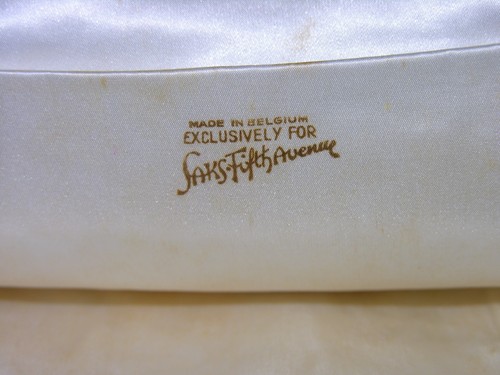 MADE IN BELGIUM
EXCLUSIVELY FOR
SAKS·Fifth Avenue